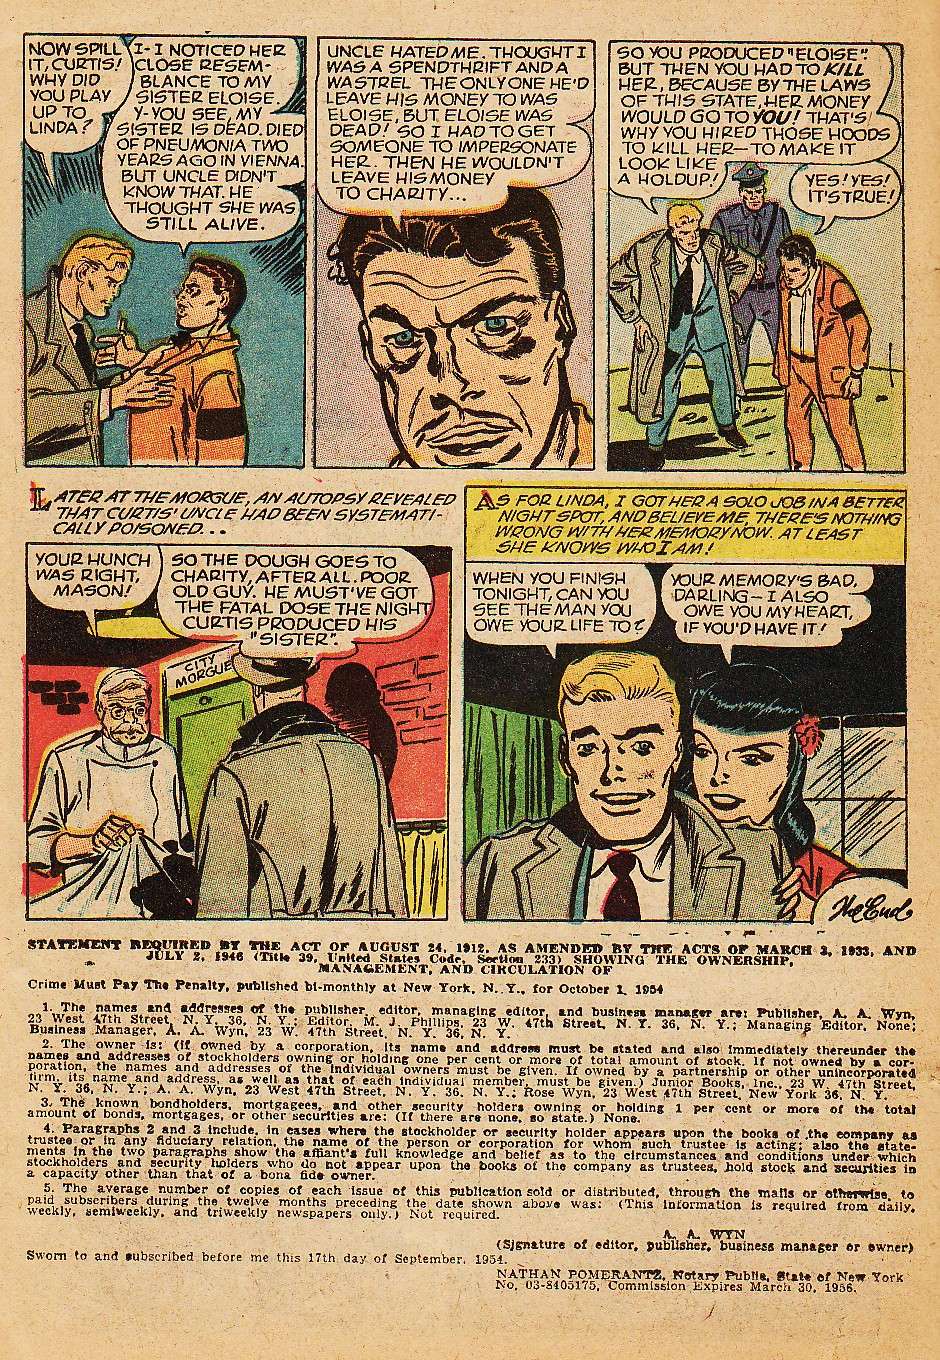 NOW SPILL
IT, CURTIS!
WHY DID
YOU PLAY
UP TO
LINDA?
I-I NOTICED HER
CLOSE RESEM-
BLANCE TO MY
SISTER ELOISE.
Y-YOU SEE, MY
SISTER IS DEAD. DIED
OF PNEUMONIA TWO
YEARS AGO IN VIENNA.
BUT UNCLE DIDN'T
KNOW THAT. HE
THOUGHT SHE WAS
STILL ALIVE.
UNCLE HATED ME. THOUGHT I
WAS A SPENDTHRIFT AND A
WASTREL. THE ONLY ONE HE'D
LEAVE HIS MONEY TO WAS
ELOISE, BUT ELOISE WAS
DEAD! SO I HAD TO GET
SOMEONE TO IMPERSONATE
HER. THEN HE WOULDN'T
LEAVE HIS MONEY
TO CHARITY...
SO YOU PRODUCED "ELOISE".
BUT THEN YOU HAD TO KILL
HER, BECAUSE BY THE LAWS
OF THIS STATE, HER MONEY
WOULD GO TO YOU! THAT'S
WHY YOU HIRED THOSE HOODS
TO KILL HER—TO MAKE IT
LOOK LIKE
A HOLDUP!
YES! YES!
IT'S TRUE!
LATER AT THE MORGUE, AN AUTOPSY REVEALED
THAT CURTIS' UNCLE HAD BEEN SYSTEMATI-
CALLY POISONED...
YOUR HUNCH
WAS RIGHT,
MASON!
SO THE DOUGH GOES TO
CHARITY, AFTER ALL. POOR
OLD GUY. HE MUST'VE GOT
THE FATAL DOSE THE NIGHT
CURTIS PRODUCED HIS
"SISTER".
CITY
MORGUE
AS FOR LINDA, I GOT HER A SOLO JOB IN A BETTER
NIGHT SPOT, AND BELIEVE ME, THERE'S NOTHING
WRONG WITH HER MEMORY NOW. AT LEAST
SHE KNOWS WHO I AM!
WHEN YOU FINISH
TONIGHT, CAN YOU
SEE THE MAN YOU
OWE YOUR LIFE TO?
YOUR MEMORY'S BAD,
DARLING—I ALSO
OWE YOU MY HEART,
IF YOU'D HAVE IT!
The End
STATEMENT REQUIRED BY THE ACT OF AUGUST 24, 1912, AS AMENDED BY THE ACTS OF MARCH 3, 1933, AND
JULY 2, 1946 (Title 39, United States Code, Section 233) SHOWING THE OWNERSHIP,
MANAGEMENT, AND CIRCULATION OF
Crime Must Pay The Penalty, published bi-monthly at New York, N. Y., for October 1, 1954
1. The names and addresses of the publisher, editor, managing editor, and business manager are: Publisher, A. A. Wyn,
23 West 47th Street, N. Y. 36, N. Y.; Editor, M. J. Phillips, 23 W. 47th Street, N. Y. 36, N. Y.; Managing Editor, None;
Business Manager, A. A. Wyn, 23 W. 47th Street, N. Y. 36, N. Y.
2. The owner is: (If owned by a corporation, its name and address must be stated and also immediately thereunder the
names and addresses of stockholders owning or holding one per cent or more of total amount of stock. If not owned by a cor-
poration, the names and addresses of the individual owners must be given. If owned by a partnership or other unincorporated
firm, its name and address, as well as that of each individual member, must be given.) Junior Books, Inc., 23 W. 47th Street,
N. Y. 36, N. Y.; A. A. Wyn, 23 West 47th Street, N. Y. 36, N. Y.; Rose Wyn, 23 West 47th Street, New York 36, N. Y.
3. The known bondholders, mortgagees, and other security holders owning or holding 1 per cent or more of the total
amount of bonds, mortgages, or other securities are: (If there are none, so state.) None.
4. Paragraphs 2 and 3 include, in cases where the stockholder or security holder appears upon the books of the company as
trustee or in any fiduciary relation, the name of the person or corporation for whom such trustee is acting; also the state-
ments in the two paragraphs show the affiant's full knowledge and belief as to the circumstances and conditions under which
stockholders and security holders who do not appear upon the books of the company as trustees, hold stock and securities in
a capacity other than that of a bona fide owner.
5. The average number of copies of each issue of this publication sold or distributed, through the mails or otherwise, to
paid subscribers during the twelve months preceding the date shown above was: (This information is required from daily,
weekly, semiweekly, and triweekly newspapers only.) Not required.
A. A. WYN
(Signature of editor, publisher, business manager or owner)
Sworn to and subscribed before me this 17th day of September, 1954.
NATHAN POMERANTZ, Notary Public, State of New York
No. 03-8405175, Commission Expires March 30, 1956.